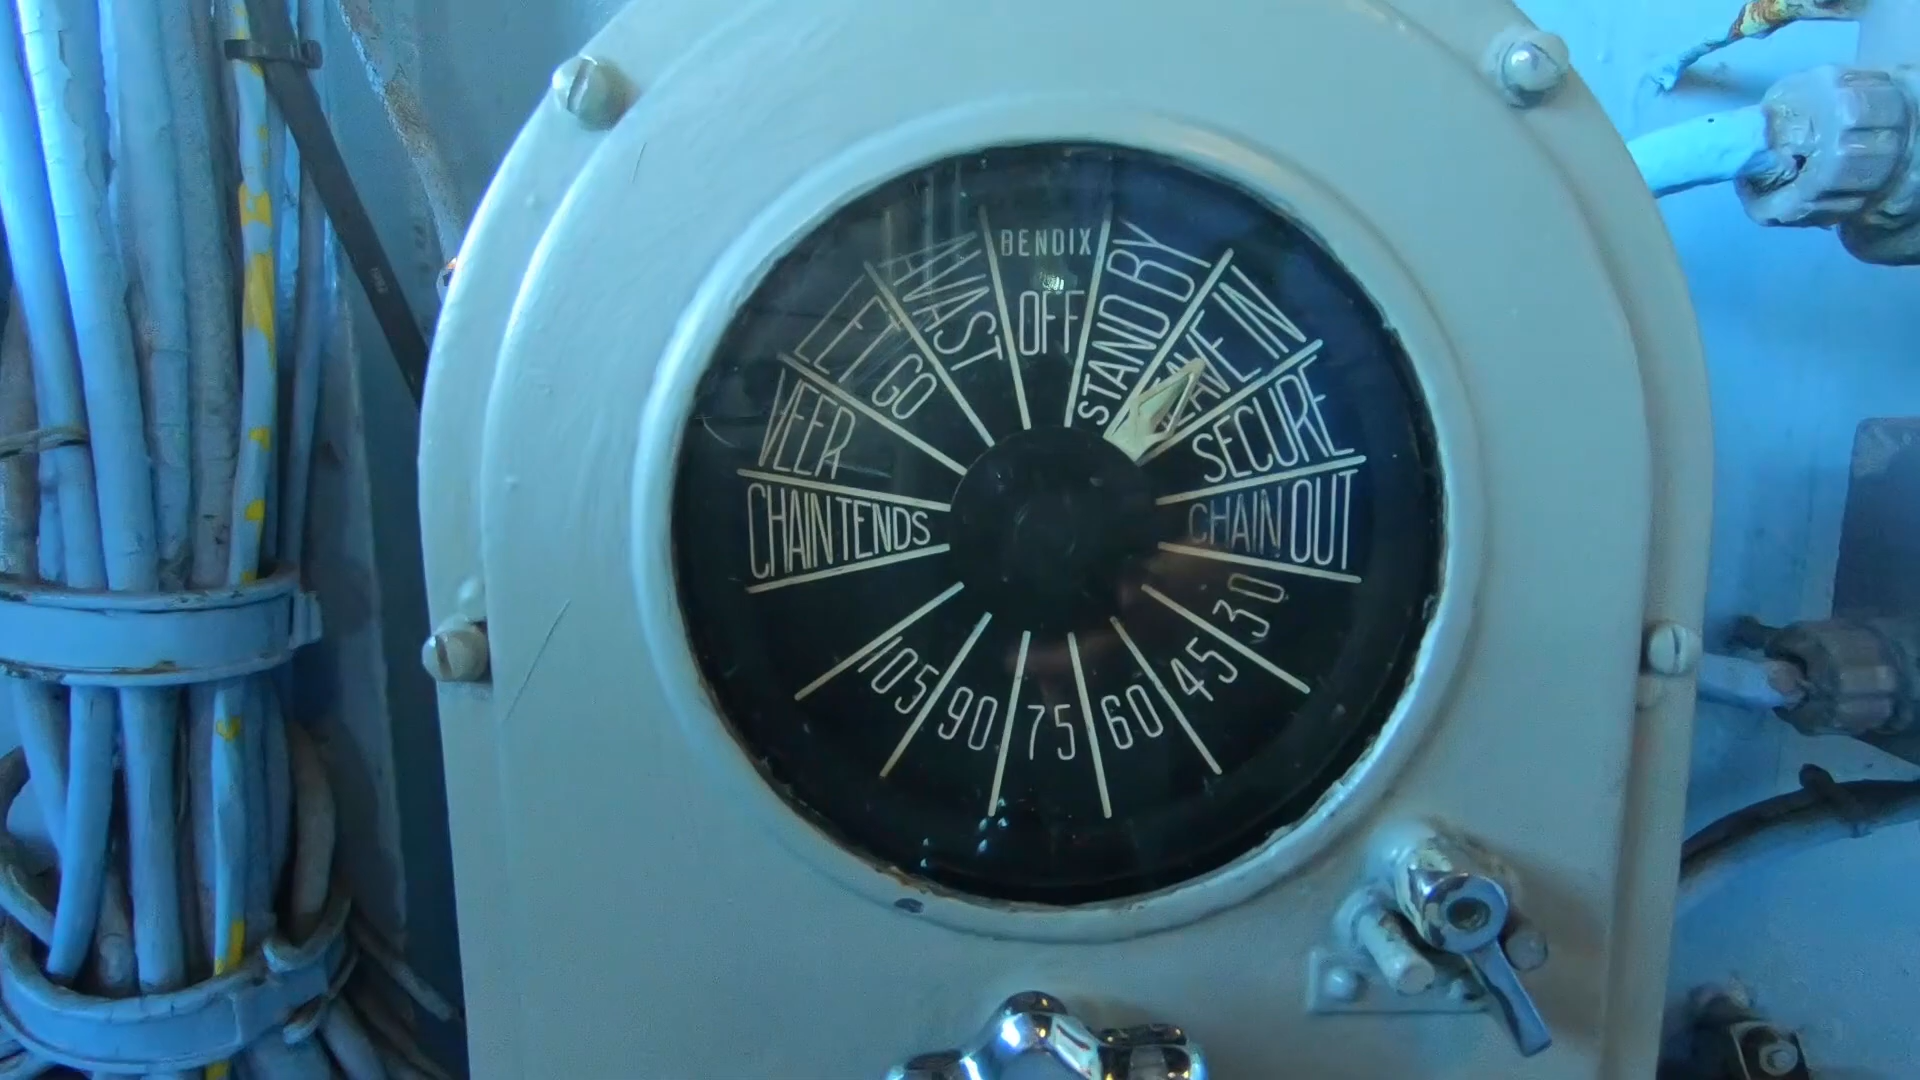 BENDIX
OFF
STAND BY
HEAVE IN
SECURE
CHAIN OUT
30
45
60
75
90
105
CHAIN TENDS
VEER
LET GO
AVAST